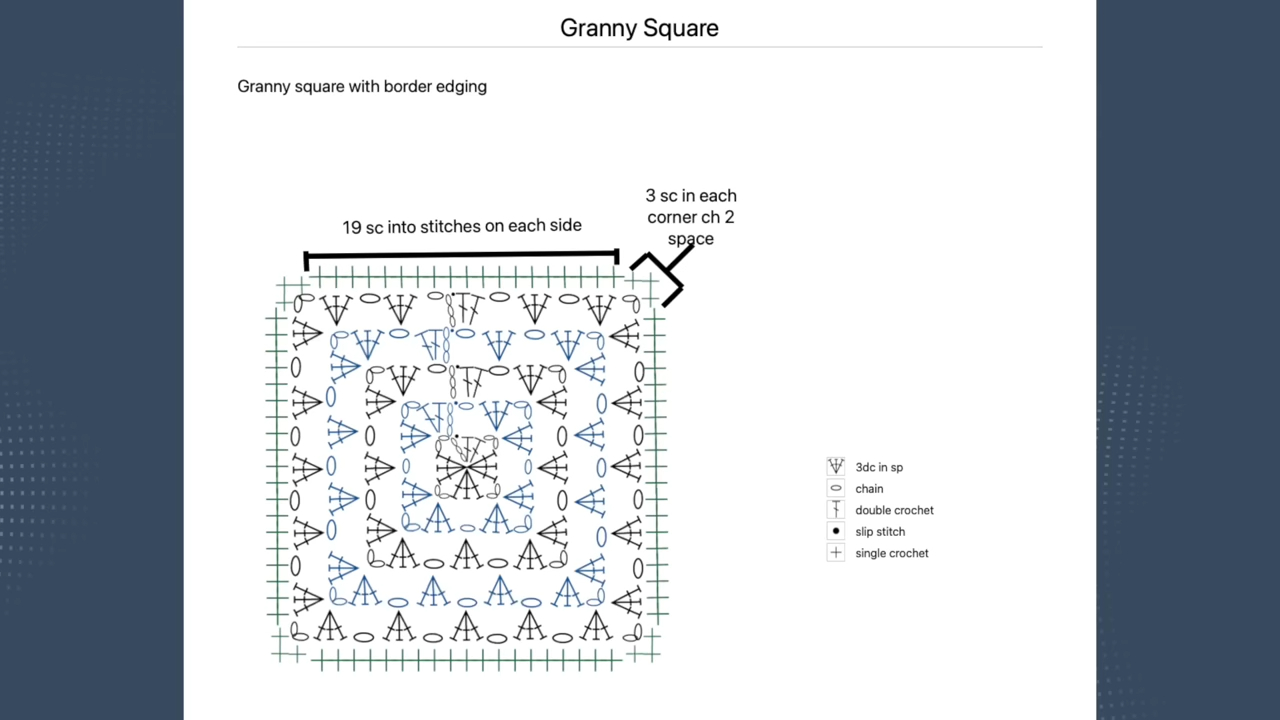 Granny Square
Granny square with border edging
3 sc in each
corner ch 2
space
19 sc into stitches on each side
3dc in sp
chain
double crochet
slip stitch
single crochet